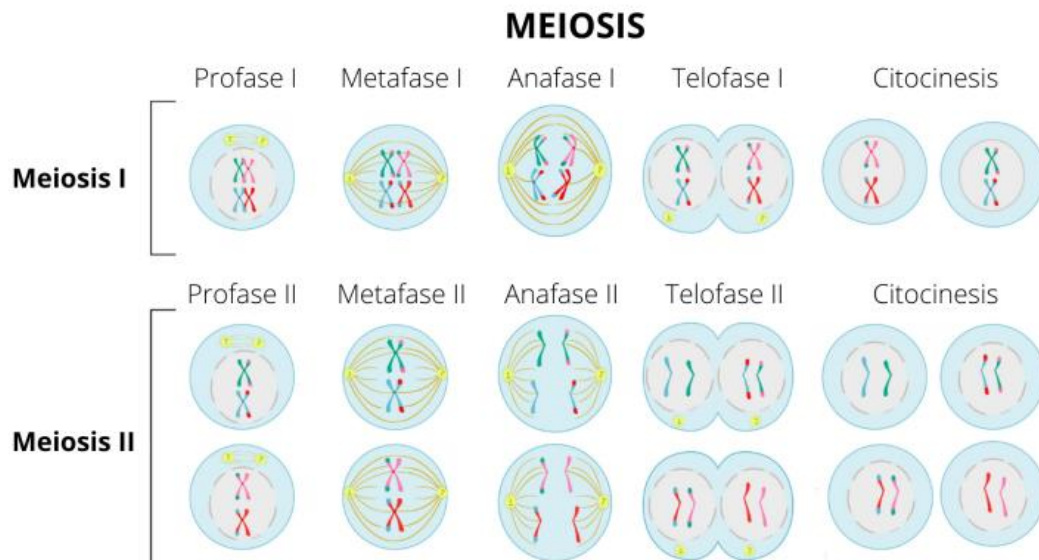 MEIOSIS
Profase I Metafase I Anafase I Telofase I Citocinesis
Meiosis I
Profase II Metafase II Anafase II Telofase II Citocinesis
Meiosis II